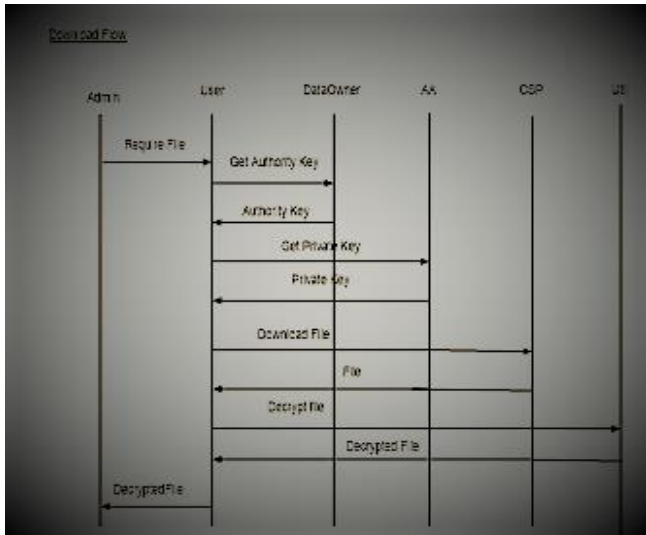 Download Flow
Admin User DataOwner AA CSP Util
Require File
Get Authority Key
Authority Key
Get Private Key
Private Key
Download File
File
Decrypt file
Decrypted File
DecryptedFile